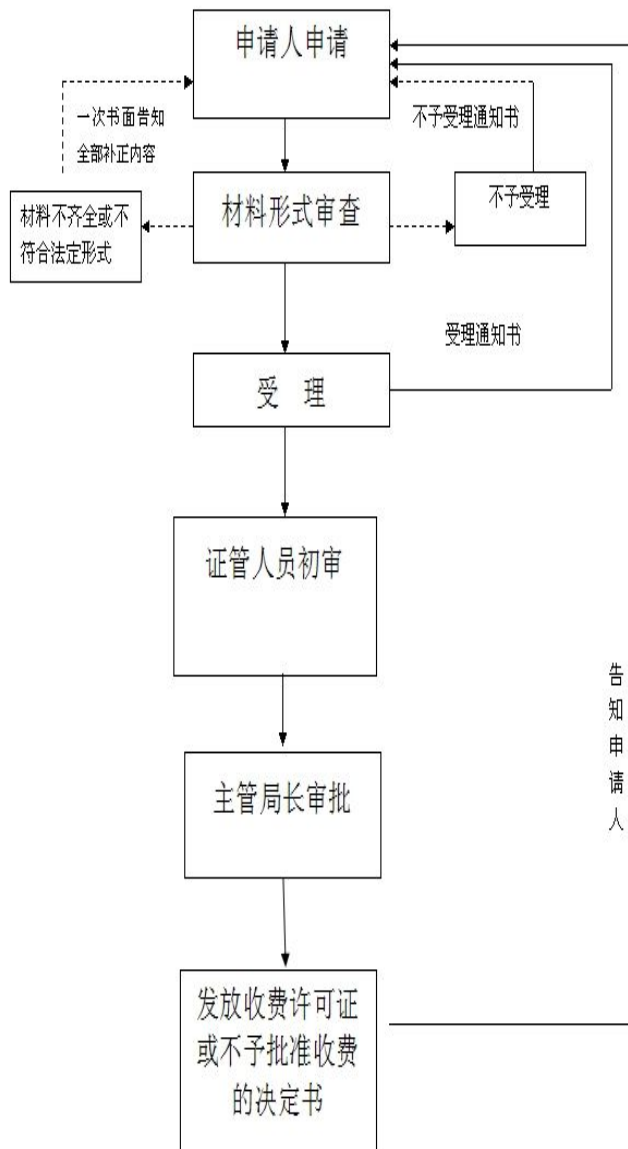 申请人申请
一次书面告知
全部补正内容
不予受理通知书
材料不齐全或不
符合法定形式
材料形式审查
不予受理
受理通知书
受 理
证管人员初审
告知申请人
主管局长审批
发放收费许可证
或不予批准收费
的决定书